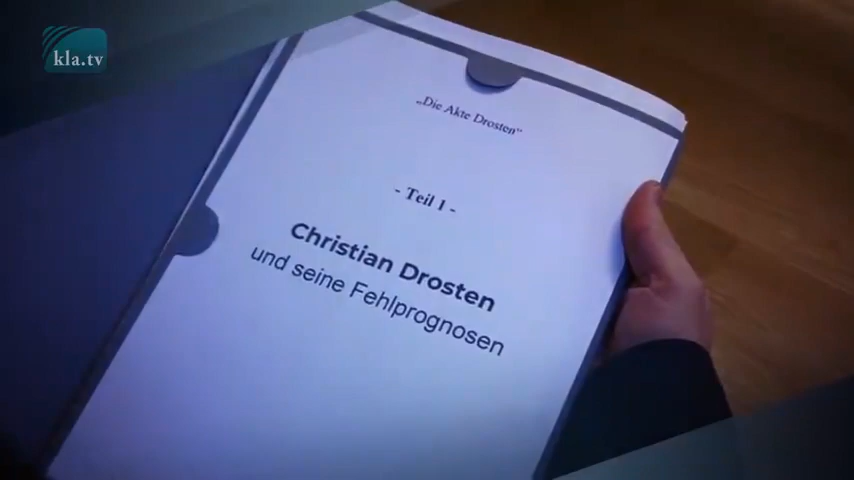 kla.tv
„Die Akte Drosten“
- Teil 1 -
Christian Drosten
und seine Fehlprognosen